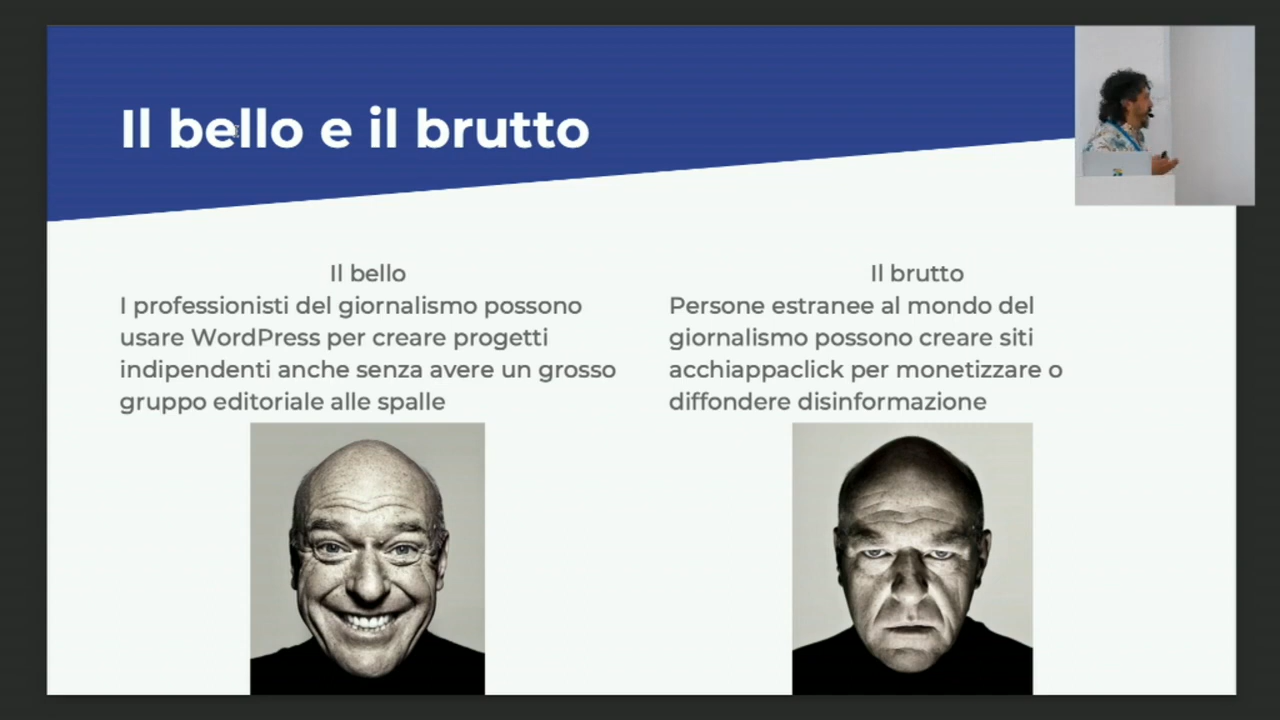 Il bello e il brutto
Il bello
I professionisti del giornalismo possono
usare WordPress per creare progetti
indipendenti anche senza avere un grosso
gruppo editoriale alle spalle
Il brutto
Persone estranee al mondo del
giornalismo possono creare siti
acchiappaclick per monetizzare o
diffondere disinformazione